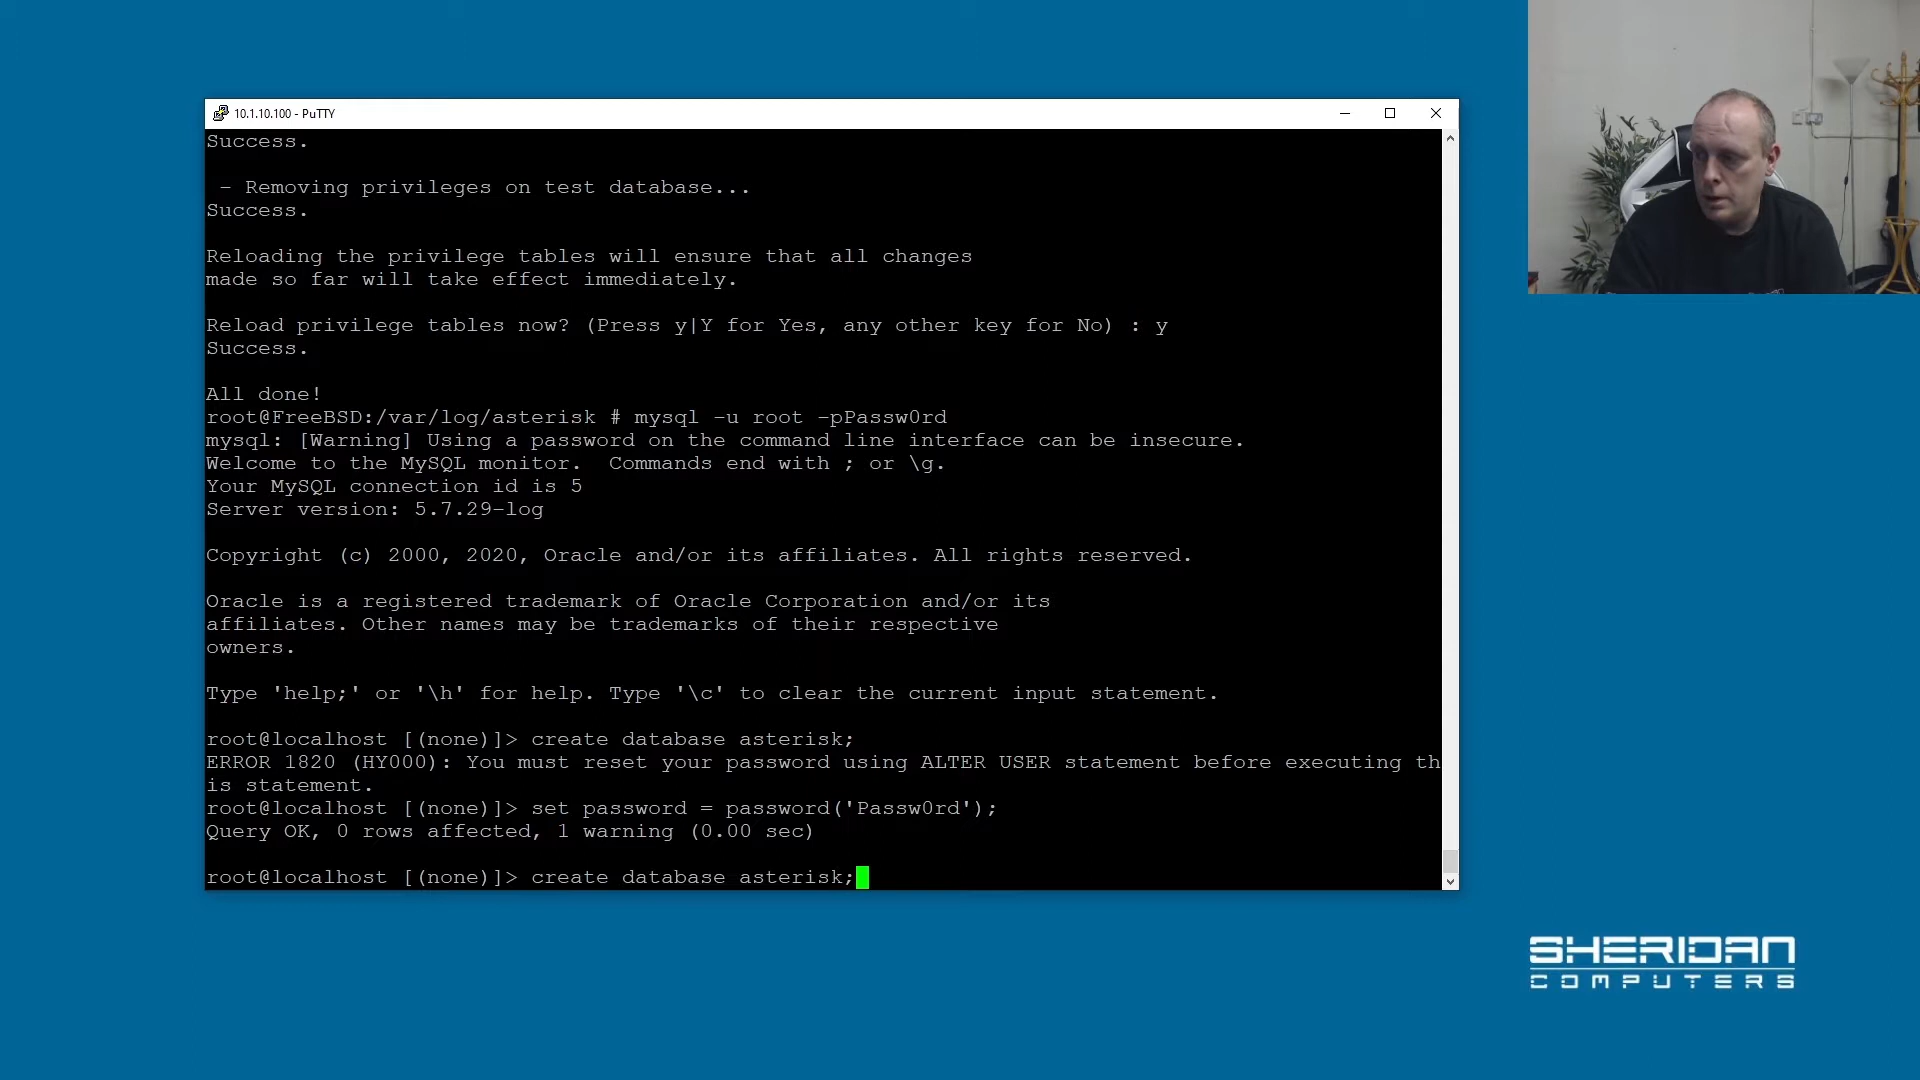 10.1.10.100 - PuTTY
Success.
- Removing privileges on test database...
Success.
Reloading the privilege tables will ensure that all changes
made so far will take effect immediately.
Reload privilege tables now? (Press y|Y for Yes, any other key for No) : y
Success.
All done!
root@FreeBSD:/var/log/asterisk # mysql -u root -pPassw0rd
mysql: [Warning] Using a password on the command line interface can be insecure.
Welcome to the MySQL monitor.  Commands end with ; or \g.
Your MySQL connection id is 5
Server version: 5.7.29-log
Copyright (c) 2000, 2020, Oracle and/or its affiliates. All rights reserved.
Oracle is a registered trademark of Oracle Corporation and/or its
affiliates. Other names may be trademarks of their respective
owners.
Type 'help;' or '\h' for help. Type '\c' to clear the current input statement.
root@localhost [(none)]> create database asterisk;
ERROR 1820 (HY000): You must reset your password using ALTER USER statement before executing th
is statement.
root@localhost [(none)]> set password = password('Passw0rd');
Query OK, 0 rows affected, 1 warning (0.00 sec)
root@localhost [(none)]> create database asterisk;
SHERIDAN
COMPUTERS